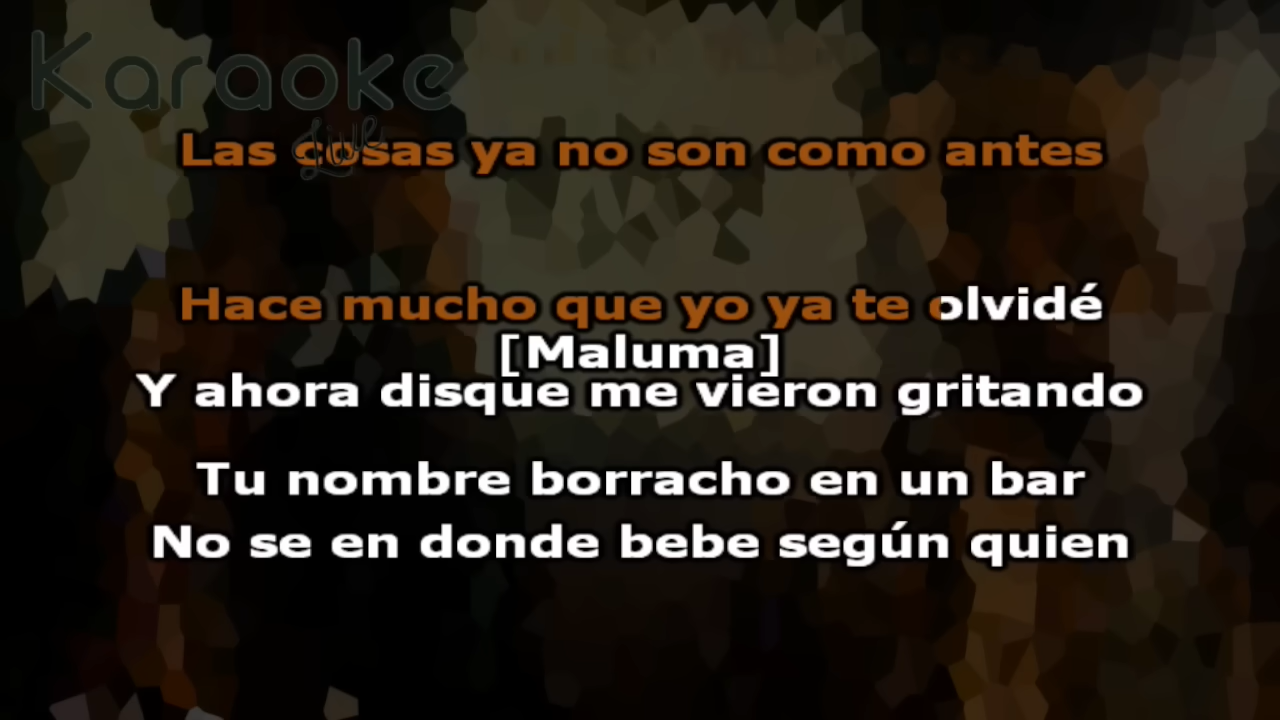 Karaoke
Live
Las cosas ya no son como antes
Hace mucho que yo ya te olvidé
[Maluma]
Y ahora disque me vieron gritando
Tu nombre borracho en un bar
No se en donde bebe según quien